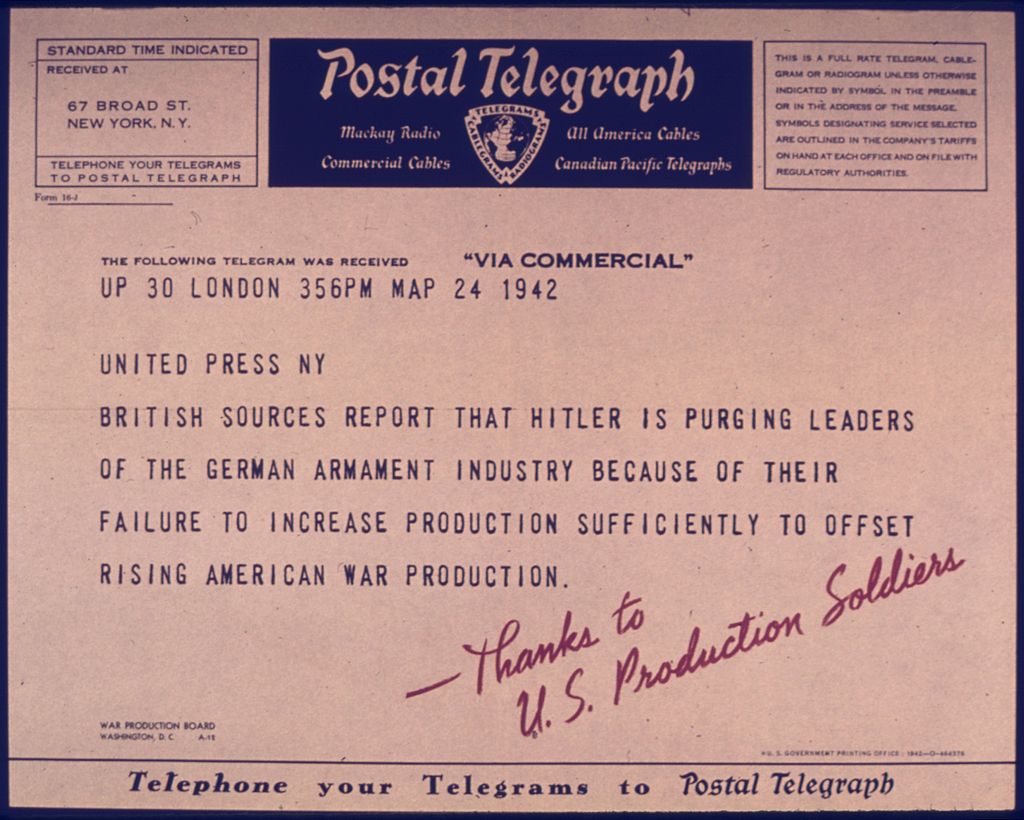 STANDARD TIME INDICATED
RECEIVED AT
67 BROAD ST.
NEW YORK, N.Y.
TELEPHONE YOUR TELEGRAMS
TO POSTAL TELEGRAPH
Form 16-J
Postal Telegraph
Mackay Radio
Commercial Cables
TELEGRAMS
CABLEGRAMS
RADIOGRAMS
All America Cables
Canadian Pacific Telegraphs
THIS IS A FULL RATE TELEGRAM, CABLE-
GRAM OR RADIOGRAM UNLESS OTHERWISE
INDICATED BY SYMBOL IN THE PREAMBLE
OR IN THE ADDRESS OF THE MESSAGE.
SYMBOLS DESIGNATING SERVICE SELECTED
ARE OUTLINED IN THE COMPANY'S TARIFFS
ON HAND AT EACH OFFICE AND ON FILE WITH
REGULATORY AUTHORITIES.
THE FOLLOWING TELEGRAM WAS RECEIVED "VIA COMMERCIAL"
UP 30 LONDON 356PM MAP 24 1942
UNITED PRESS NY
BRITISH SOURCES REPORT THAT HITLER IS PURGING LEADERS
OF THE GERMAN ARMAMENT INDUSTRY BECAUSE OF THEIR
FAILURE TO INCREASE PRODUCTION SUFFICIENTLY TO OFFSET
RISING AMERICAN WAR PRODUCTION.
—Thanks to
U.S. Production Soldiers
WAR PRODUCTION BOARD
WASHINGTON, D.C. A-12
U. S. GOVERNMENT PRINTING OFFICE : 1942—O—464376
Telephone your Telegrams to Postal Telegraph